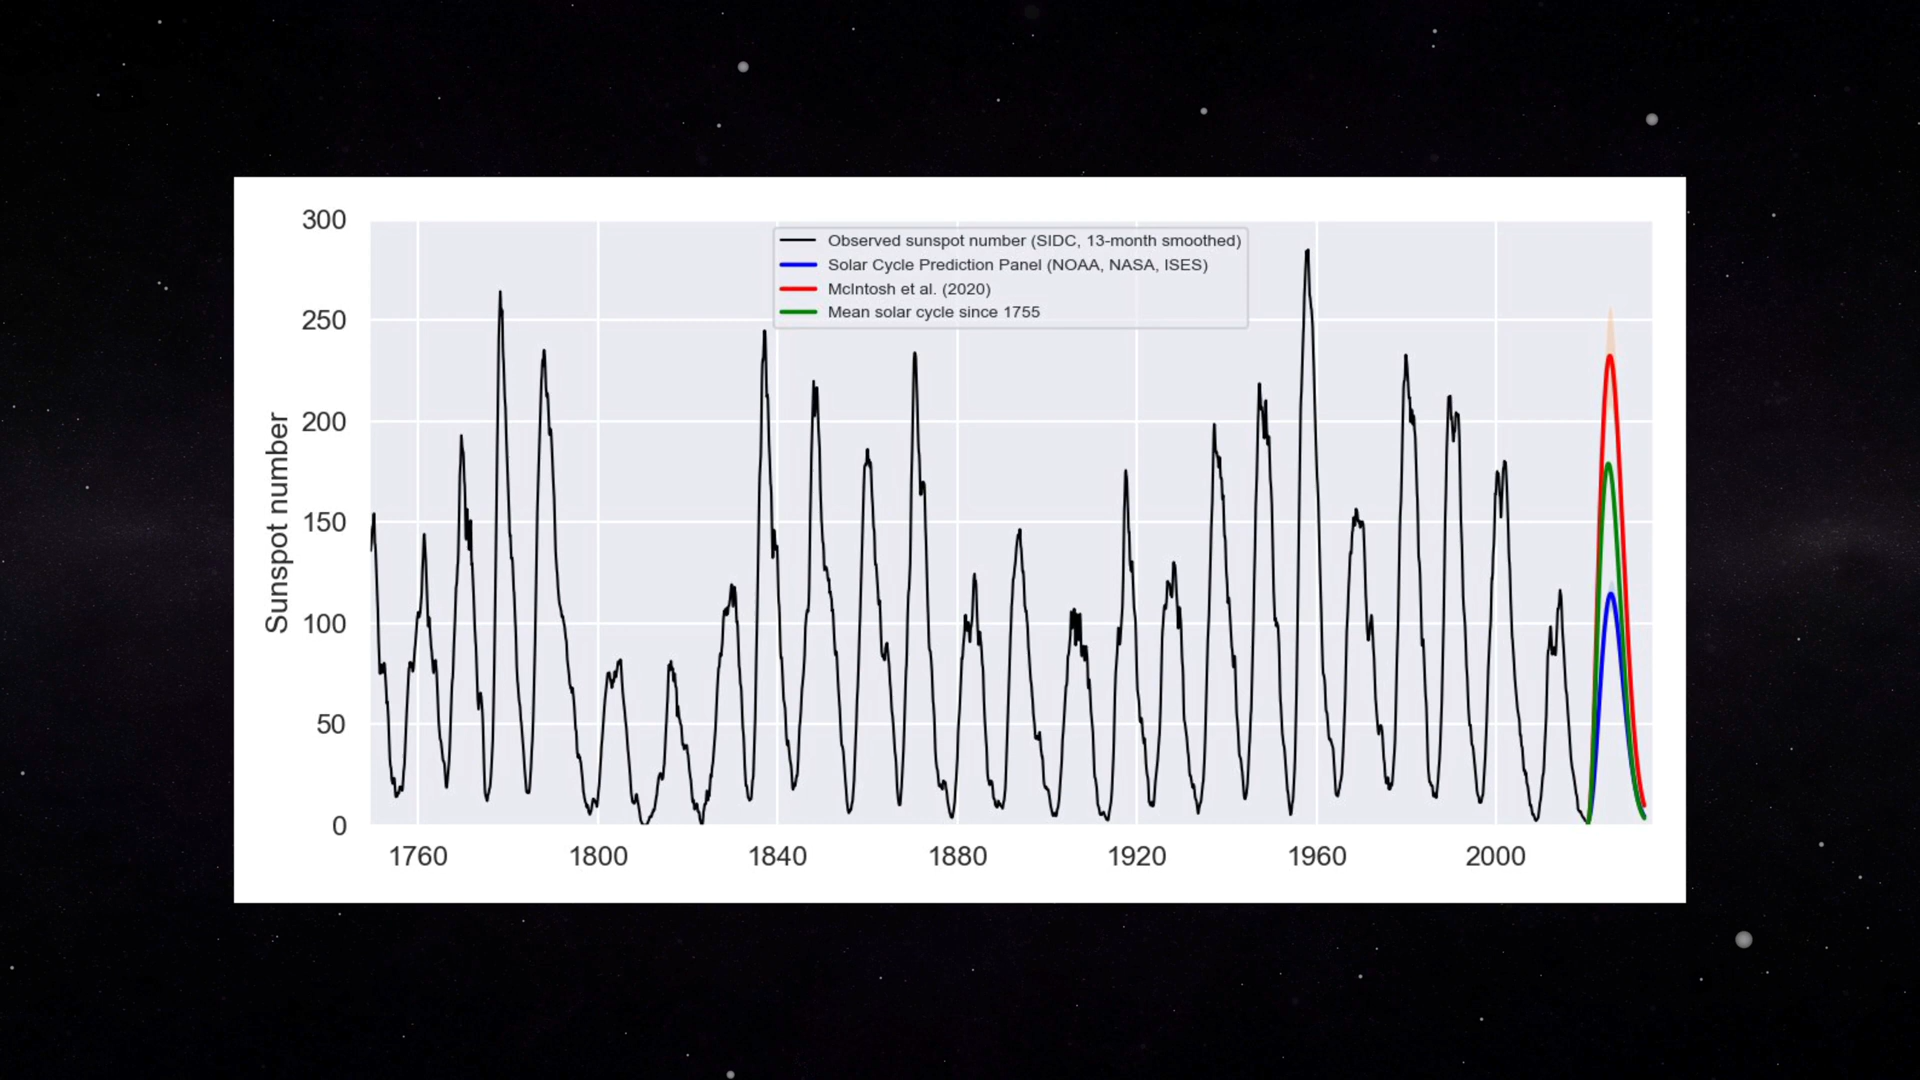 300
Observed sunspot number (SIDC, 13-month smoothed)
Solar Cycle Prediction Panel (NOAA, NASA, ISES)
McIntosh et al. (2020)
Mean solar cycle since 1755
250
200
150
100
50
0
Sunspot number
1760 1800 1840 1880 1920 1960 2000